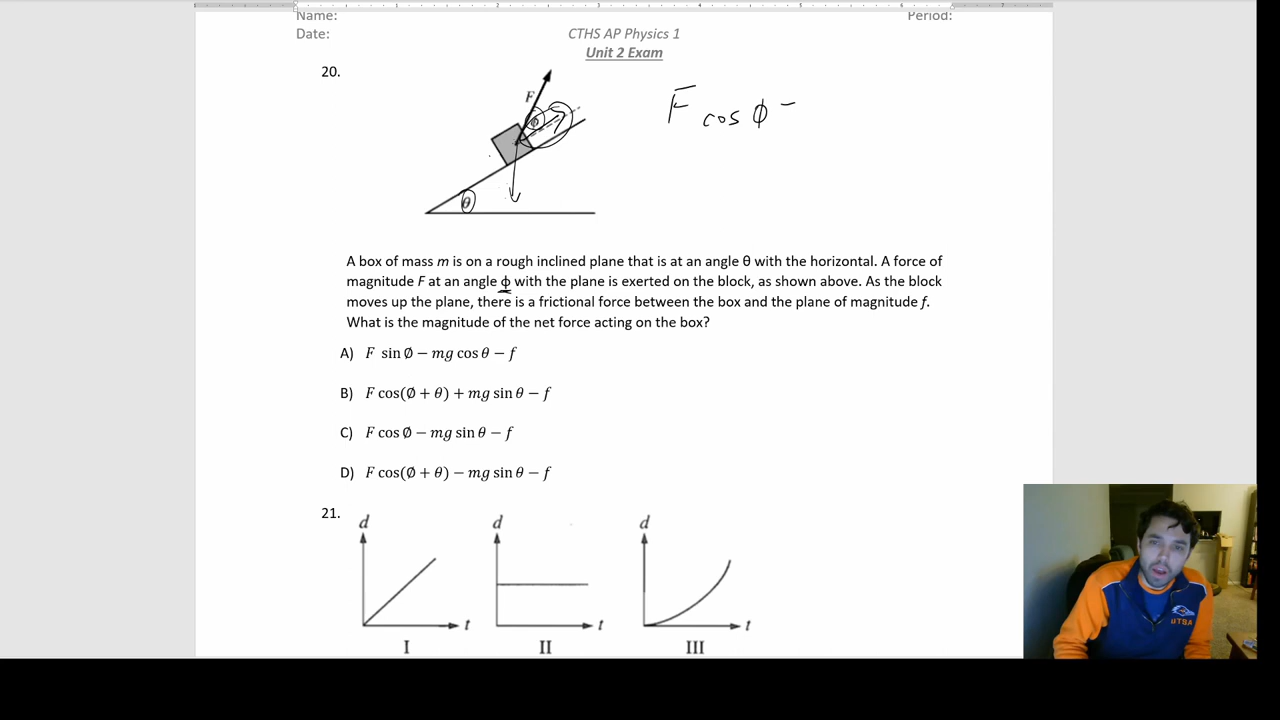 Name:
Period:
Date:
CTHS AP Physics 1
Unit 2 Exam
20.
F
ϕ
θ
F cos ϕ –
A box of mass m is on a rough inclined plane that is at an angle θ with the horizontal. A force of
magnitude F at an angle ϕ with the plane is exerted on the block, as shown above. As the block
moves up the plane, there is a frictional force between the box and the plane of magnitude f.
What is the magnitude of the net force acting on the box?
A) F sin Ø − mg cos θ − f
B) F cos(Ø + θ) + mg sin θ − f
C) F cos Ø − mg sin θ − f
D) F cos(Ø + θ) − mg sin θ − f
21.
d d d
t t t
I II III
UTSA